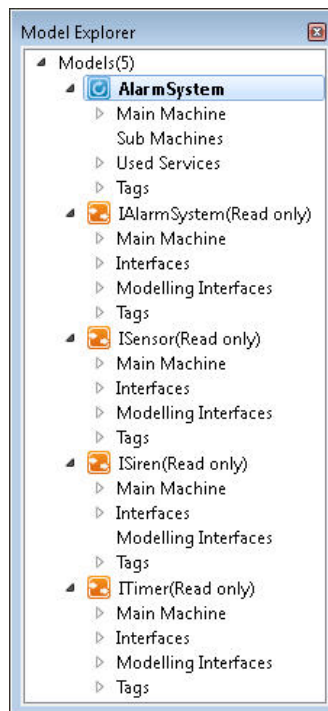 Model Explorer
Models(5)
AlarmSystem
Main Machine
Sub Machines
Used Services
Tags
IAlarmSystem(Read only)
Main Machine
Interfaces
Modelling Interfaces
Tags
ISensor(Read only)
Main Machine
Interfaces
Modelling Interfaces
Tags
ISiren(Read only)
Main Machine
Interfaces
Modelling Interfaces
Tags
ITimer(Read only)
Main Machine
Interfaces
Modelling Interfaces
Tags